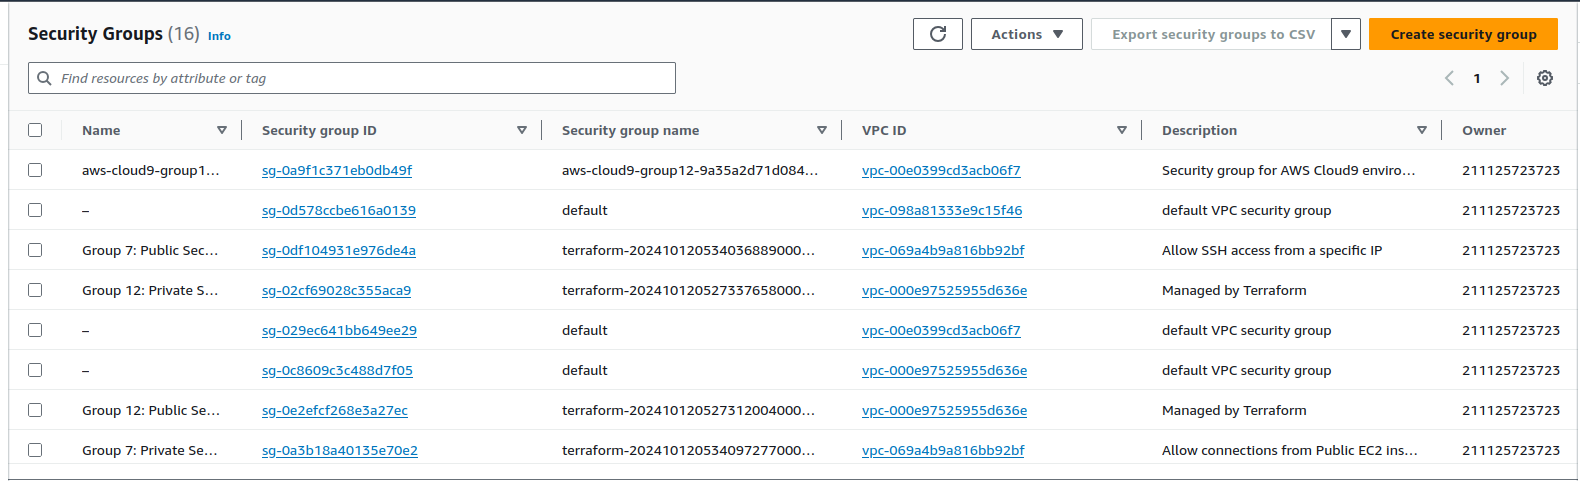 Security Groups (16) Info
Actions
Export security groups to CSV
Create security group
Find resources by attribute or tag
1
Name Security group ID Security group name VPC ID Description Owner
aws-cloud9-group1... sg-0a9f1c371eb0db49f aws-cloud9-group12-9a35a2d71d084... vpc-00e0399cd3acb06f7 Security group for AWS Cloud9 enviro... 211125723723
– sg-0d578ccbe616a0139 default vpc-098a81333e9c15f46 default VPC security group 211125723723
Group 7: Public Sec... sg-0df104931e976de4a terraform-202410120534036889000... vpc-069a4b9a816bb92bf Allow SSH access from a specific IP 211125723723
Group 12: Private S... sg-02cf69028c355aca9 terraform-202410120527337658000... vpc-000e97525955d636e Managed by Terraform 211125723723
– sg-029ec641bb649ee29 default vpc-00e0399cd3acb06f7 default VPC security group 211125723723
– sg-0c8609c3c488d7f05 default vpc-000e97525955d636e default VPC security group 211125723723
Group 12: Public Se... sg-0e2efcf268e3a27ec terraform-202410120527312004000... vpc-000e97525955d636e Managed by Terraform 211125723723
Group 7: Private Se... sg-0a3b18a40135e70e2 terraform-202410120534097277000... vpc-069a4b9a816bb92bf Allow connections from Public EC2 ins... 211125723723